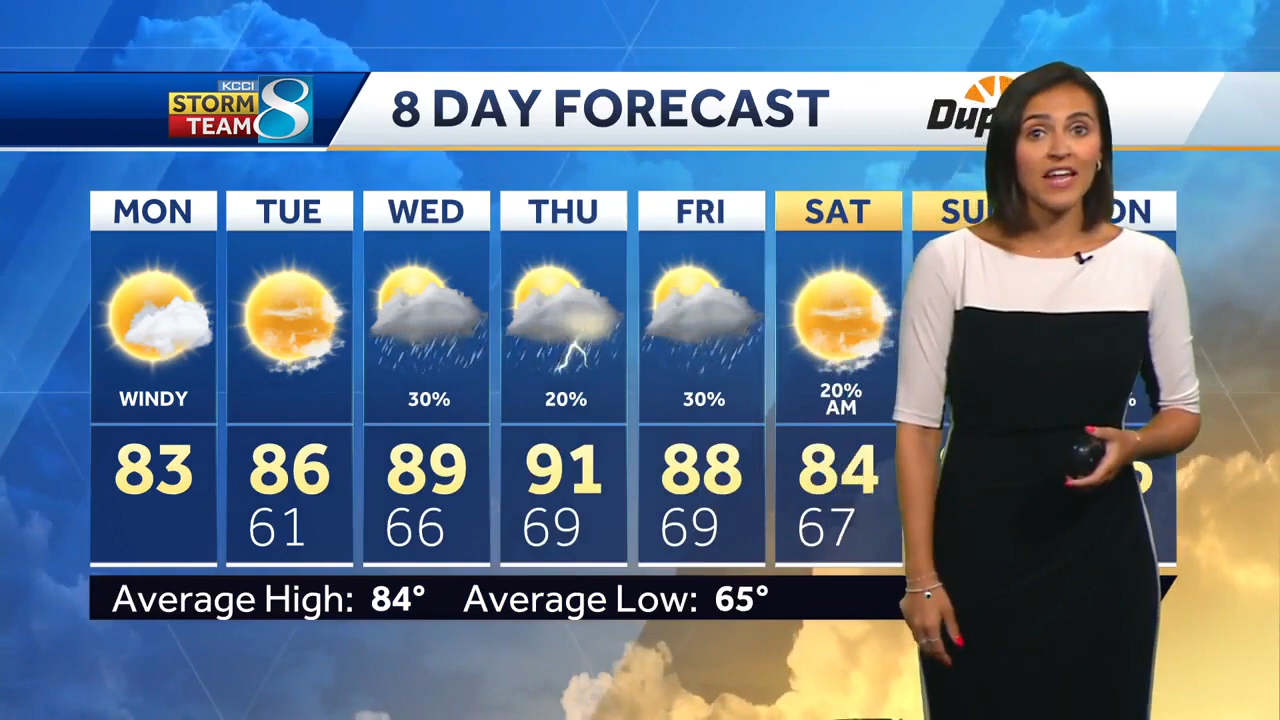 KCCI
STORM
TEAM 8
8 DAY FORECAST
MON TUE WED THU FRI SAT
WINDY 30% 20% 30% 20%
AM
83 86 89 91 88 84
61 66 69 69 67
Average High: 84° Average Low: 65°